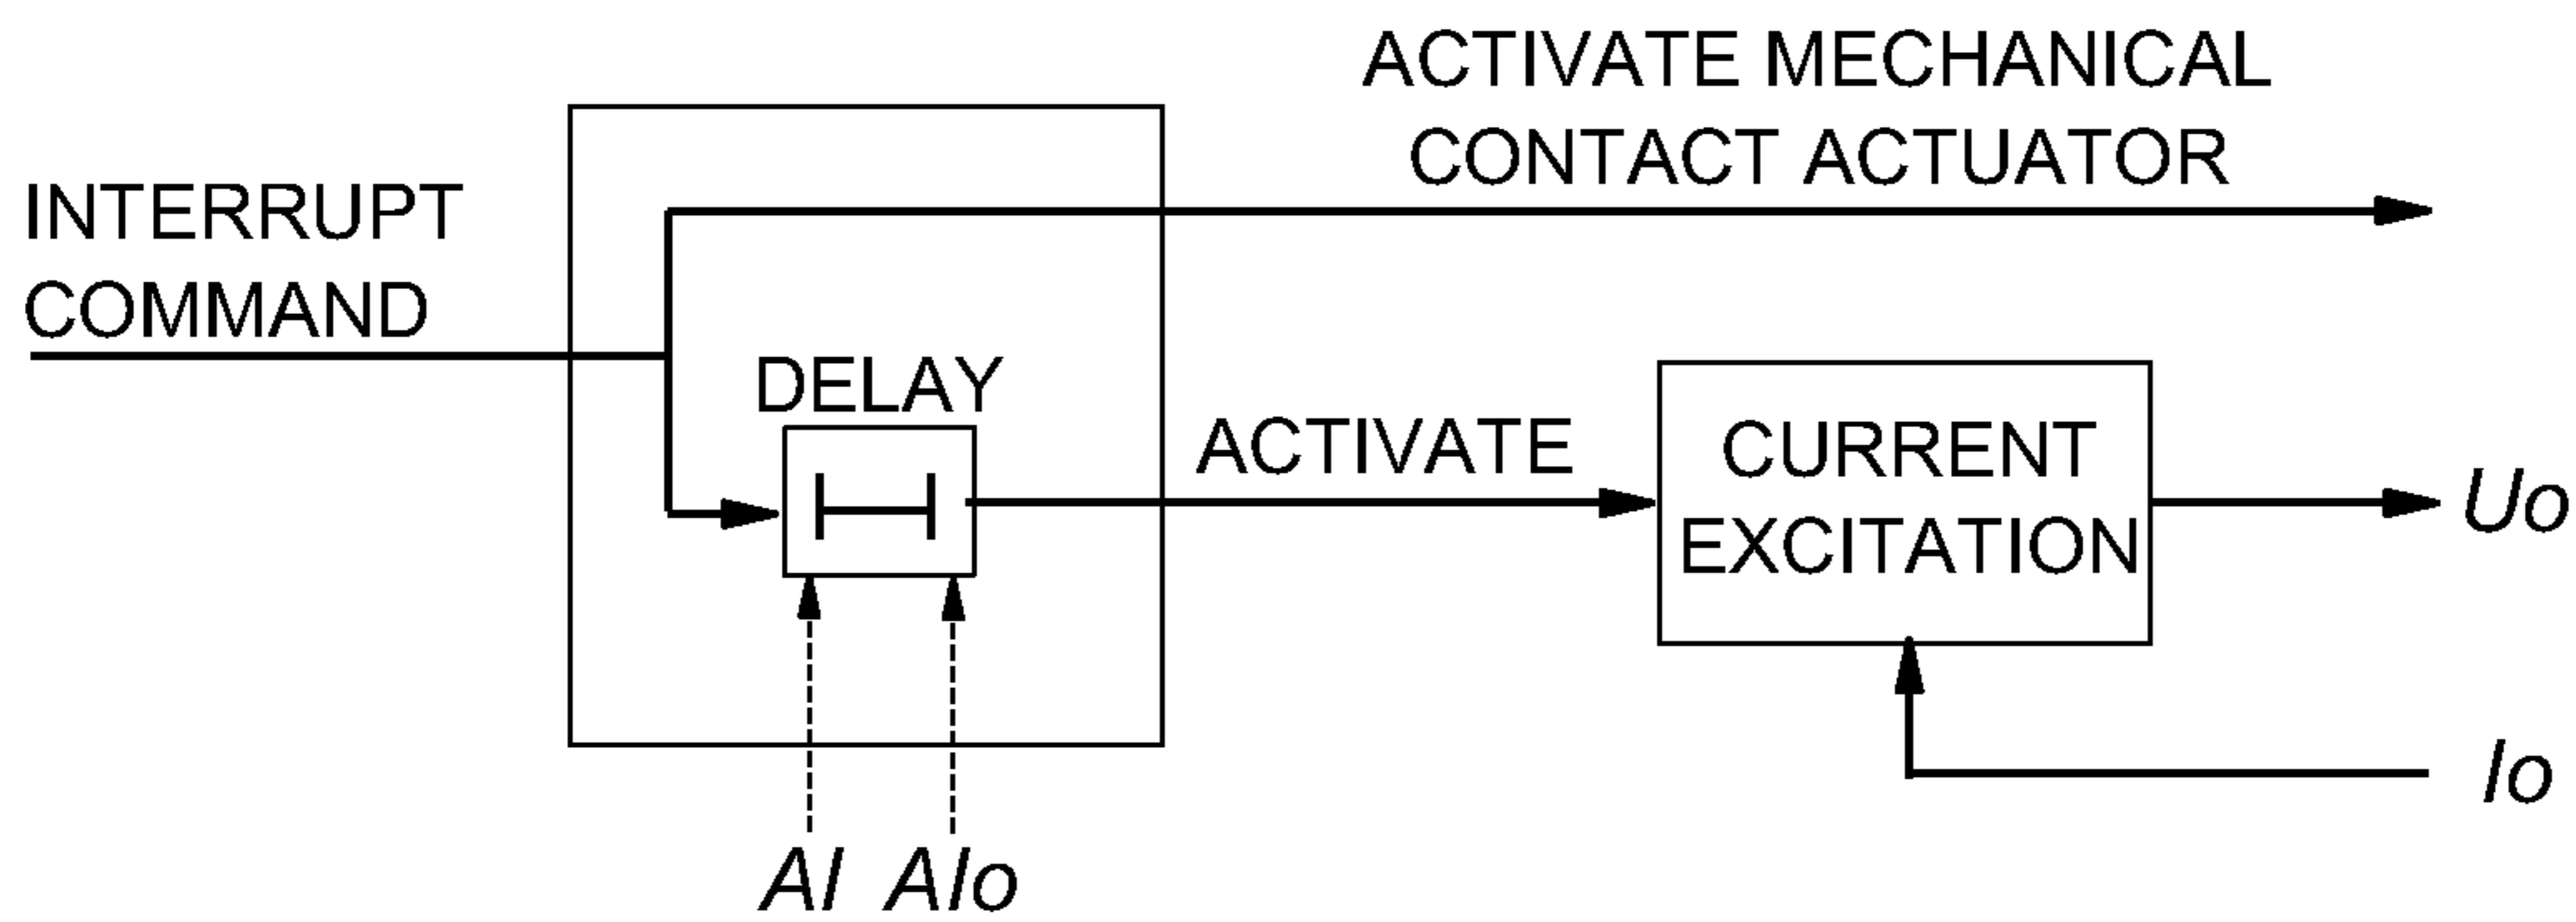 ACTIVATE MECHANICAL
CONTACT ACTUATOR
INTERRUPT
COMMAND
DELAY
ACTIVATE
CURRENT
EXCITATION
Uo
Io
AI AIo